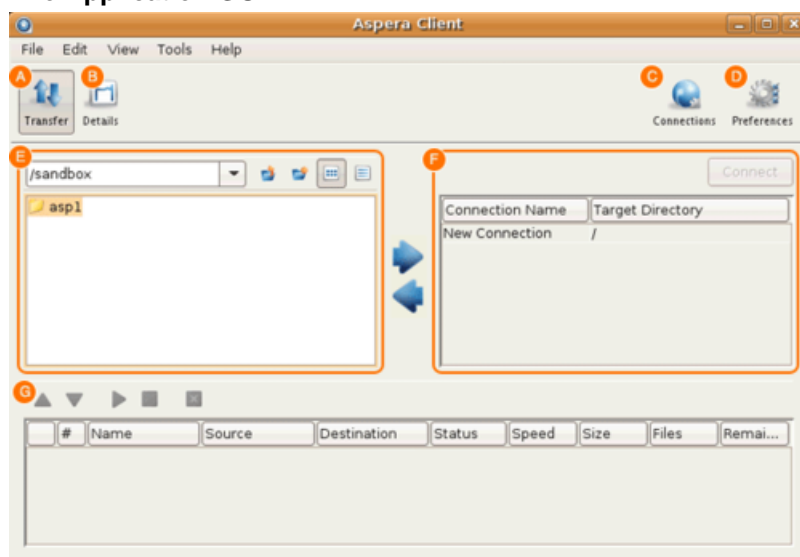 Aspera Client
File Edit View Tools Help
A B C D
Transfer Details Connections Preferences
E F
/sandbox Connect
asp1
Connection Name Target Directory
New Connection /
G
# Name Source Destination Status Speed Size Files Remai...